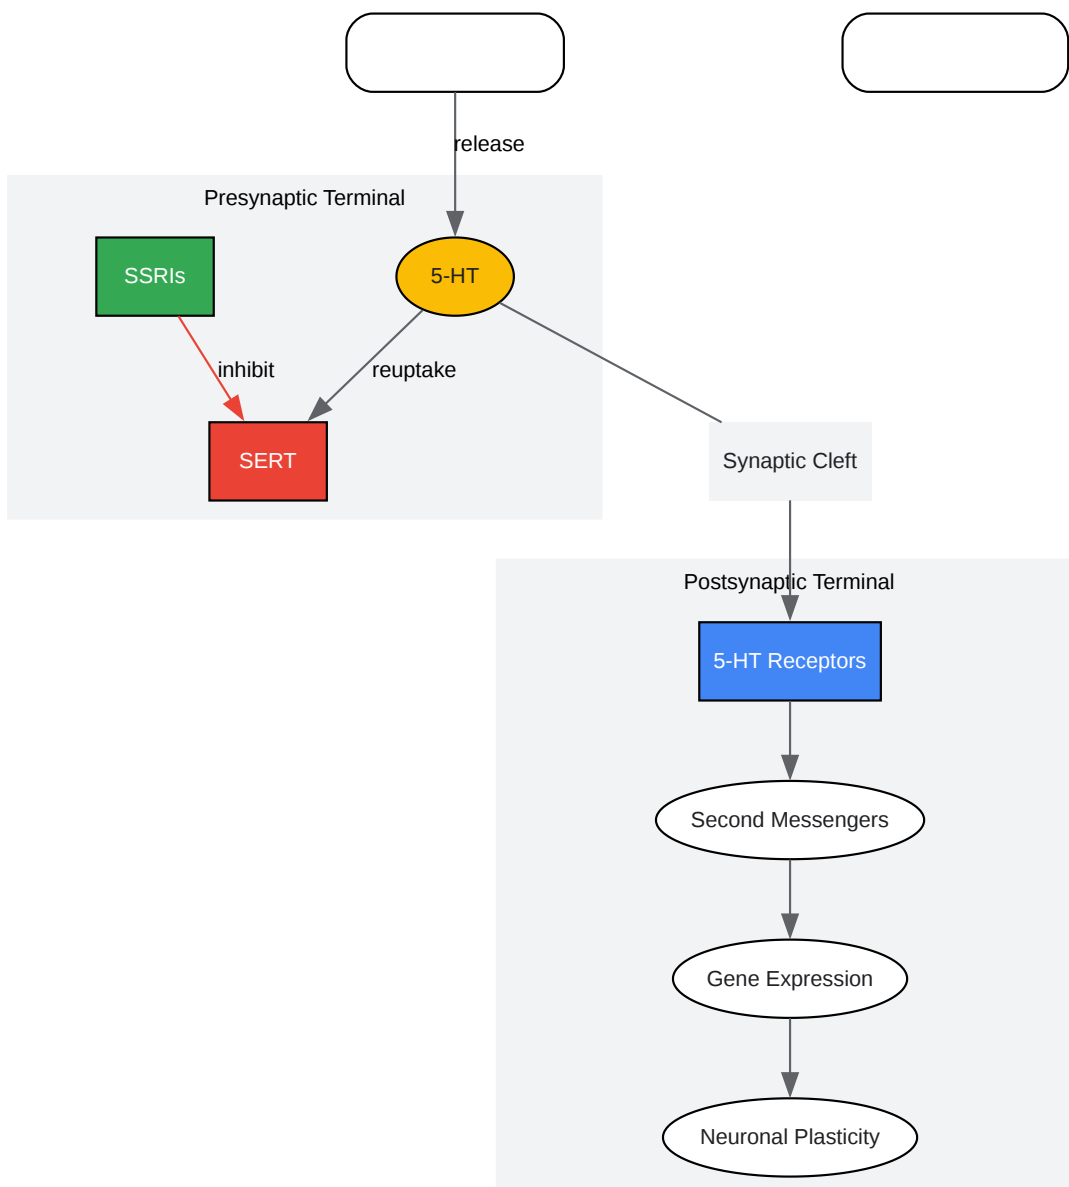 release
Presynaptic Terminal
SSRIs
5-HT
inhibit
reuptake
SERT
Synaptic Cleft
Postsynaptic Terminal
5-HT Receptors
Second Messengers
Gene Expression
Neuronal Plasticity